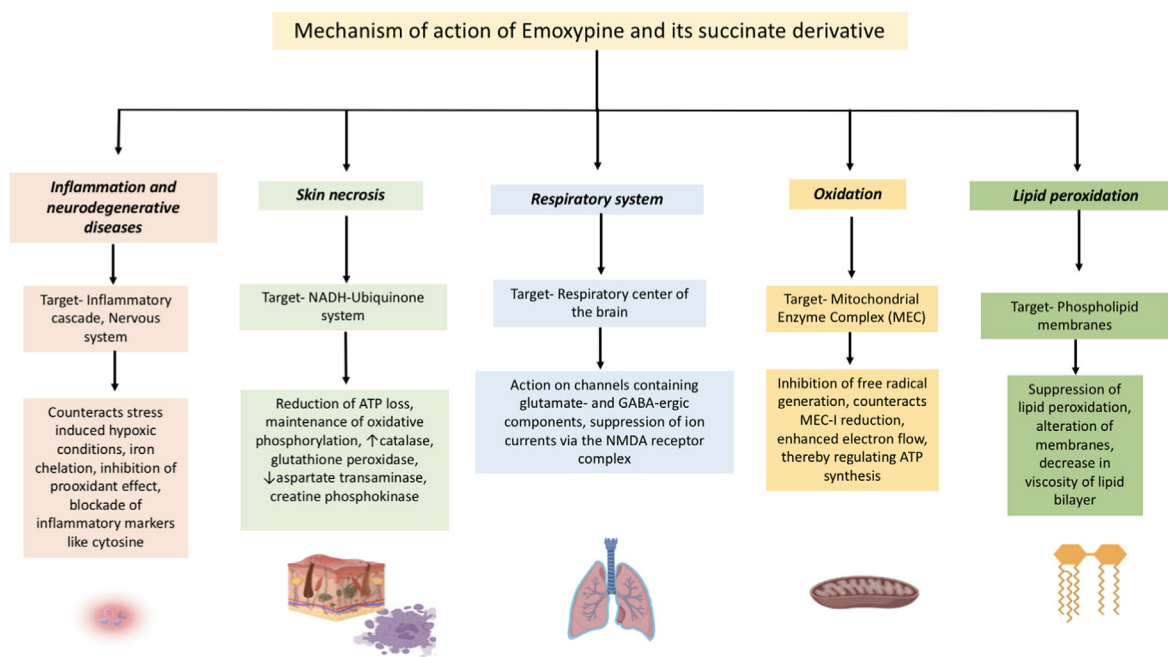 Mechanism of action of Emoxypine and its succinate derivative
Inflammation and
neurodegenerative
diseases
Target- Inflammatory
cascade, Nervous
system
Counteracts stress
induced hypoxic
conditions, iron
chelation, inhibition of
prooxidant effect,
blockade of
inflammatory markers
like cytosine
Skin necrosis
Target- NADH-Ubiquinone
system
Reduction of ATP loss,
maintenance of oxidative
phosphorylation, ↑catalase,
glutathione peroxidase,
↓aspartate transaminase,
creatine phosphokinase
Respiratory system
Target- Respiratory center of
the brain
Action on channels containing
glutamate- and GABA-ergic
components, suppression of ion
currents via the NMDA receptor
complex
Oxidation
Target- Mitochondrial
Enzyme Complex (MEC)
Inhibition of free radical
generation, counteracts
MEC-I reduction,
enhanced electron flow,
thereby regulating ATP
synthesis
Lipid peroxidation
Target- Phospholipid
membranes
Suppression of
lipid peroxidation,
alteration of
membranes,
decrease in
viscosity of lipid
bilayer